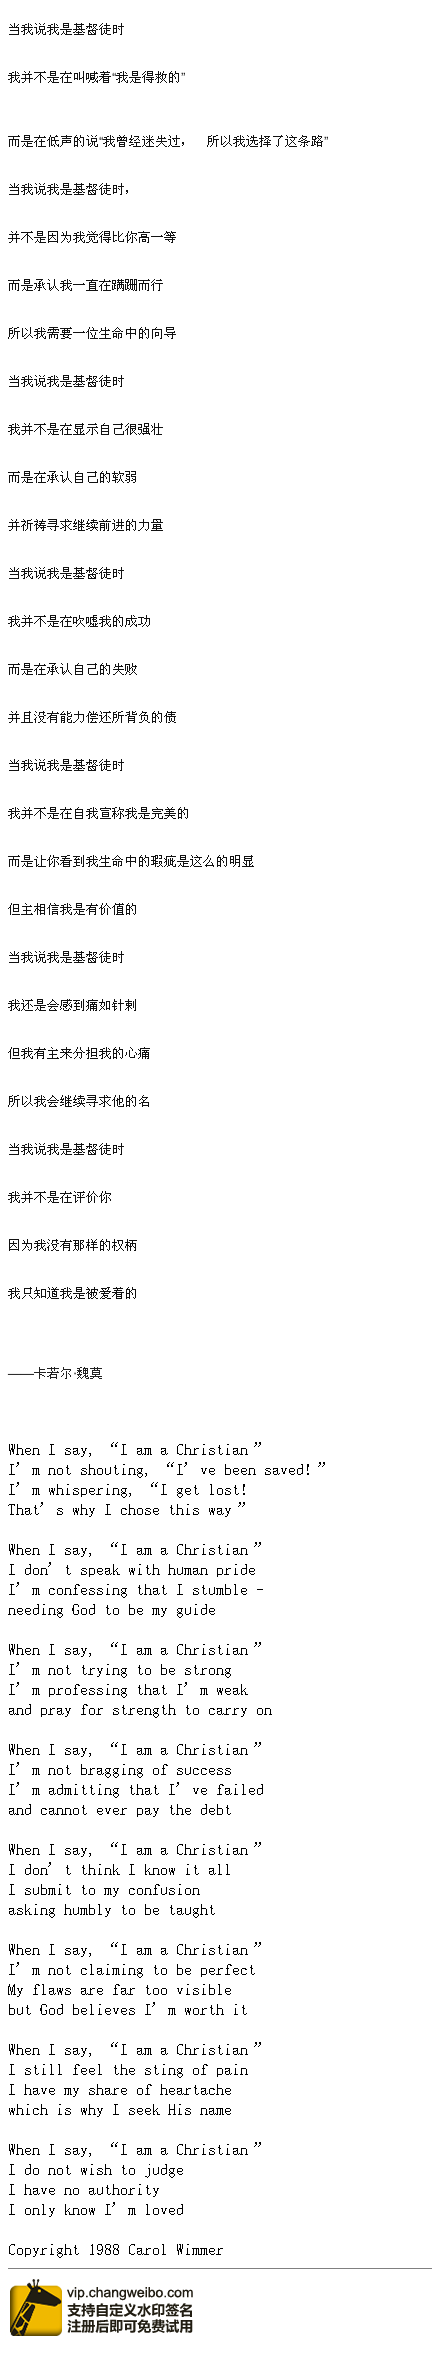 当我说我是基督徒时
我并不是在叫喊着“我是得救的”
而是在低声的说“我曾经迷失过， 所以我选择了这条路”
当我说我是基督徒时，
并不是因为我觉得比你高一等
而是承认我一直在蹒跚而行
所以我需要一位生命中的向导
当我说我是基督徒时
我并不是在显示自己很强壮
而是在承认自己的软弱
并祈祷寻求继续前进的力量
当我说我是基督徒时
我并不是在吹嘘我的成功
而是在承认自己的失败
并且没有能力偿还所背负的债
当我说我是基督徒时
我并不是在自我宣称我是完美的
而是让你看到我生命中的瑕疵是这么的明显
但主相信我是有价值的
当我说我是基督徒时
我还是会感到痛如针刺
但我有主来分担我的心痛
所以我会继续寻求他的名
当我说我是基督徒时
我并不是在评价你
因为我没有那样的权柄
我只知道我是被爱着的
——卡若尔·魏莫
When I say, “I am a Christian”
I’m not shouting, “I’ve been saved!”
I’m whispering, “I get lost!
That’s why I chose this way”
When I say, “I am a Christian”
I don’t speak with human pride
I’m confessing that I stumble -
needing God to be my guide
When I say, “I am a Christian”
I’m not trying to be strong
I’m professing that I’m weak
and pray for strength to carry on
When I say, “I am a Christian”
I’m not bragging of success
I’m admitting that I’ve failed
and cannot ever pay the debt
When I say, “I am a Christian”
I don’t think I know it all
I submit to my confusion
asking humbly to be taught
When I say, “I am a Christian”
I’m not claiming to be perfect
My flaws are far too visible
but God believes I’m worth it
When I say, “I am a Christian”
I still feel the sting of pain
I have my share of heartache
which is why I seek His name
When I say, “I am a Christian”
I do not wish to judge
I have no authority
I only know I’m loved
Copyright 1988 Carol Wimmer
vip.changweibo.com
支持自定义水印签名
注册后即可免费试用